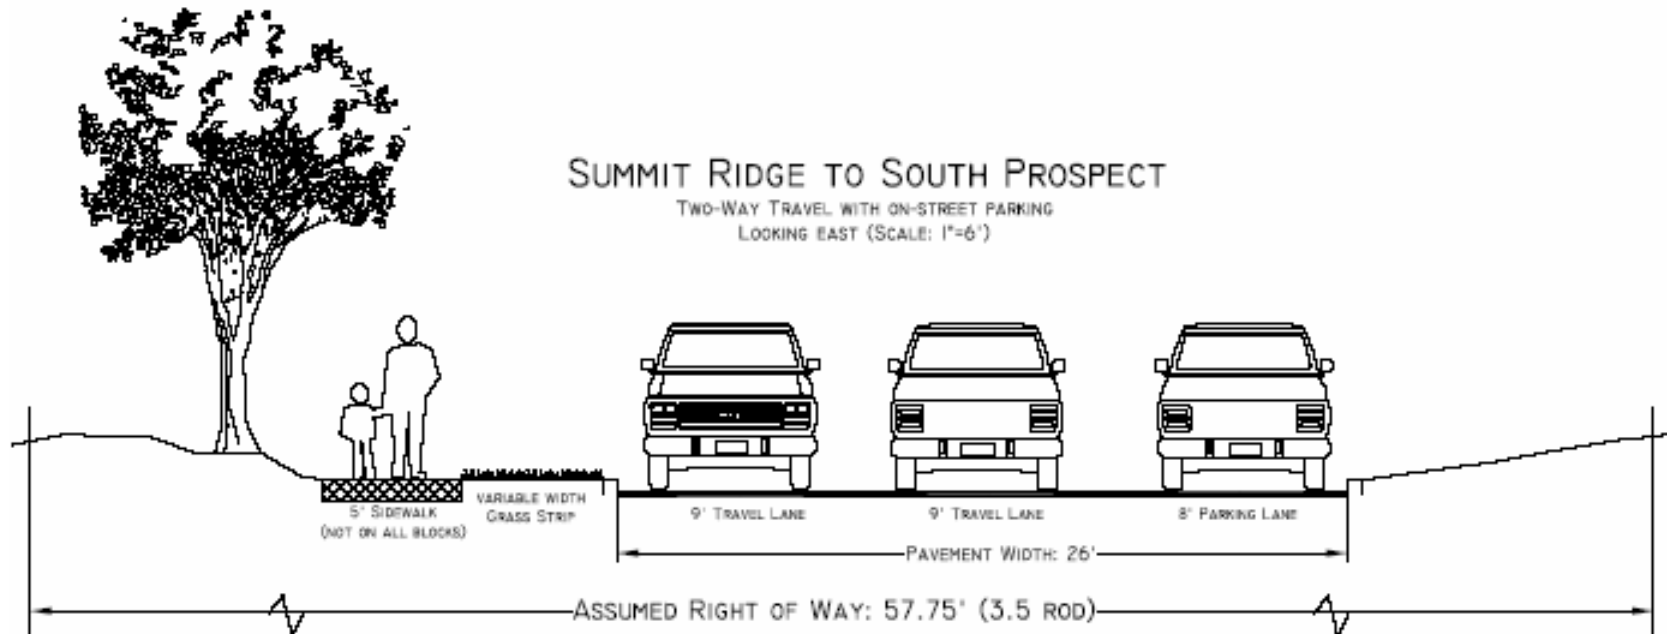 SUMMIT RIDGE TO SOUTH PROSPECT
TWO-WAY TRAVEL WITH ON-STREET PARKING
LOOKING EAST (SCALE: 1"=6')
5' SIDEWALK
(NOT ON ALL BLOCKS)
VARIABLE WIDTH
GRASS STRIP
9' TRAVEL LANE
9' TRAVEL LANE
8' PARKING LANE
PAVEMENT WIDTH: 26'
ASSUMED RIGHT OF WAY: 57.75' (3.5 ROD)